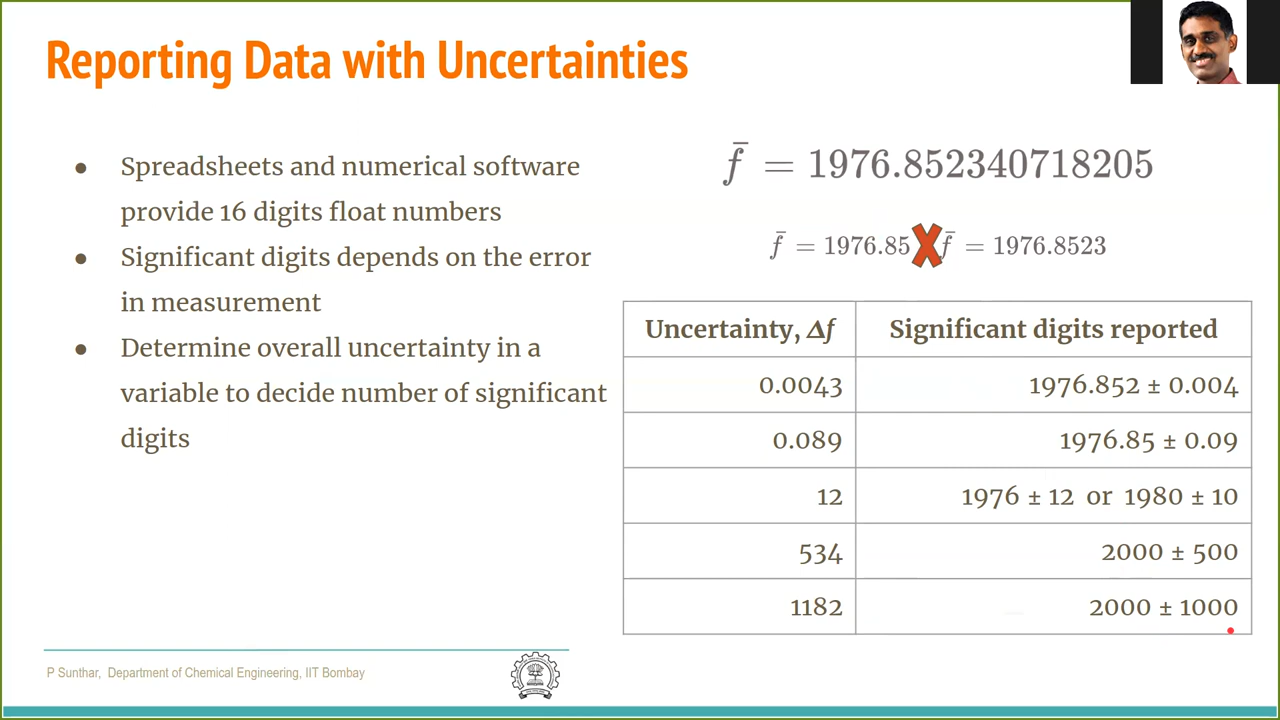 Reporting Data with Uncertainties
● Spreadsheets and numerical software
provide 16 digits float numbers
● Significant digits depends on the error
in measurement
● Determine overall uncertainty in a
variable to decide number of significant
digits
f̄ = 1976.852340718205
f̄ = 1976.85 f̄ = 1976.8523
Uncertainty, Δf Significant digits reported
0.0043 1976.852 ± 0.004
0.089 1976.85 ± 0.09
12 1976 ± 12 or 1980 ± 10
534 2000 ± 500
1182 2000 ± 1000
P Sunthar, Department of Chemical Engineering, IIT Bombay